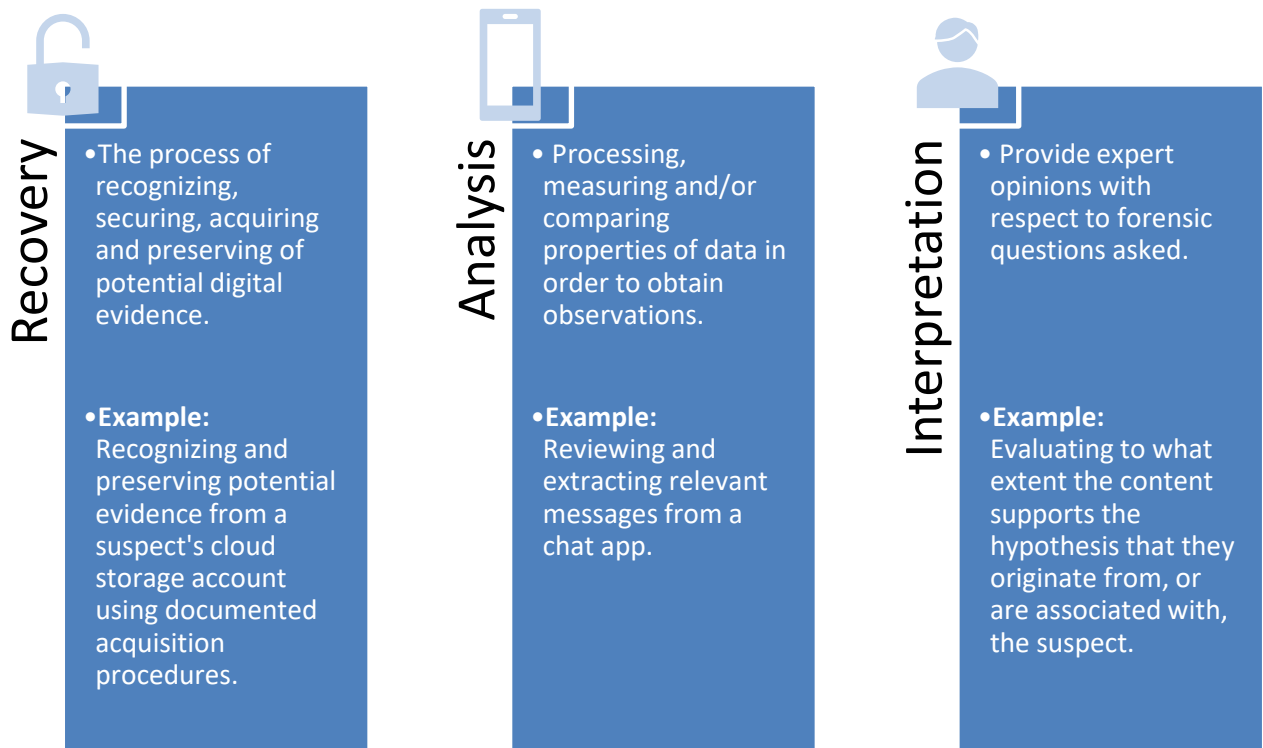 Recovery
•The process of
recognizing,
securing, acquiring
and preserving of
potential digital
evidence.
•Example:
Recognizing and
preserving potential
evidence from a
suspect's cloud
storage account
using documented
acquisition
procedures.
Analysis
• Processing,
measuring and/or
comparing
properties of data in
order to obtain
observations.
•Example:
Reviewing and
extracting relevant
messages from a
chat app.
Interpretation
• Provide expert
opinions with
respect to forensic
questions asked.
•Example:
Evaluating to what
extent the content
supports the
hypothesis that they
originate from, or
are associated with,
the suspect.